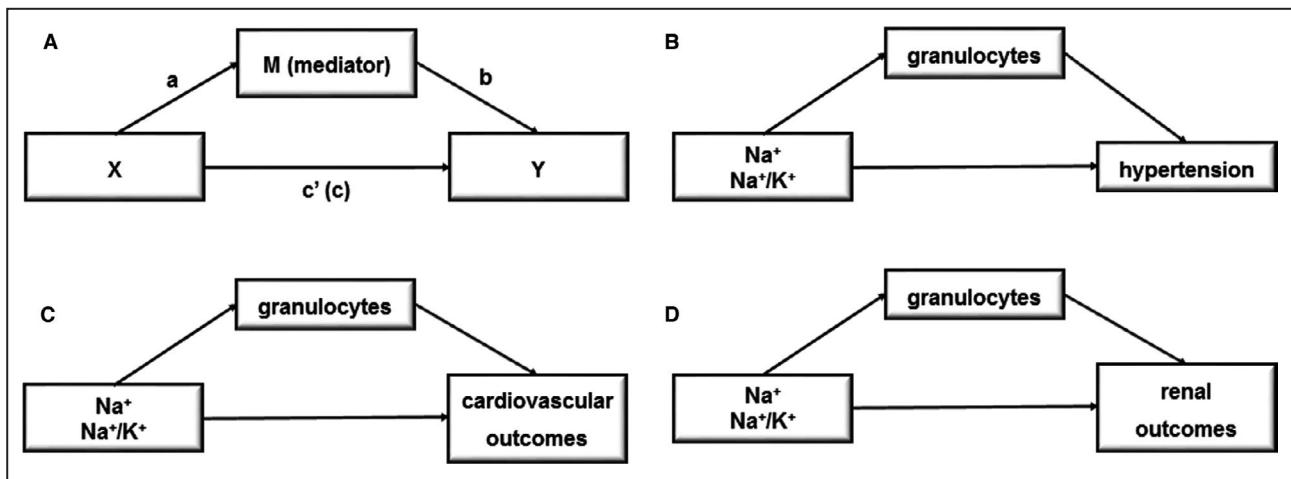 A
M (mediator)
a
b
X
Y
c' (c)
B
granulocytes
Na⁺
Na⁺/K⁺
hypertension
C
granulocytes
Na⁺
Na⁺/K⁺
cardiovascular
outcomes
D
granulocytes
Na⁺
Na⁺/K⁺
renal
outcomes